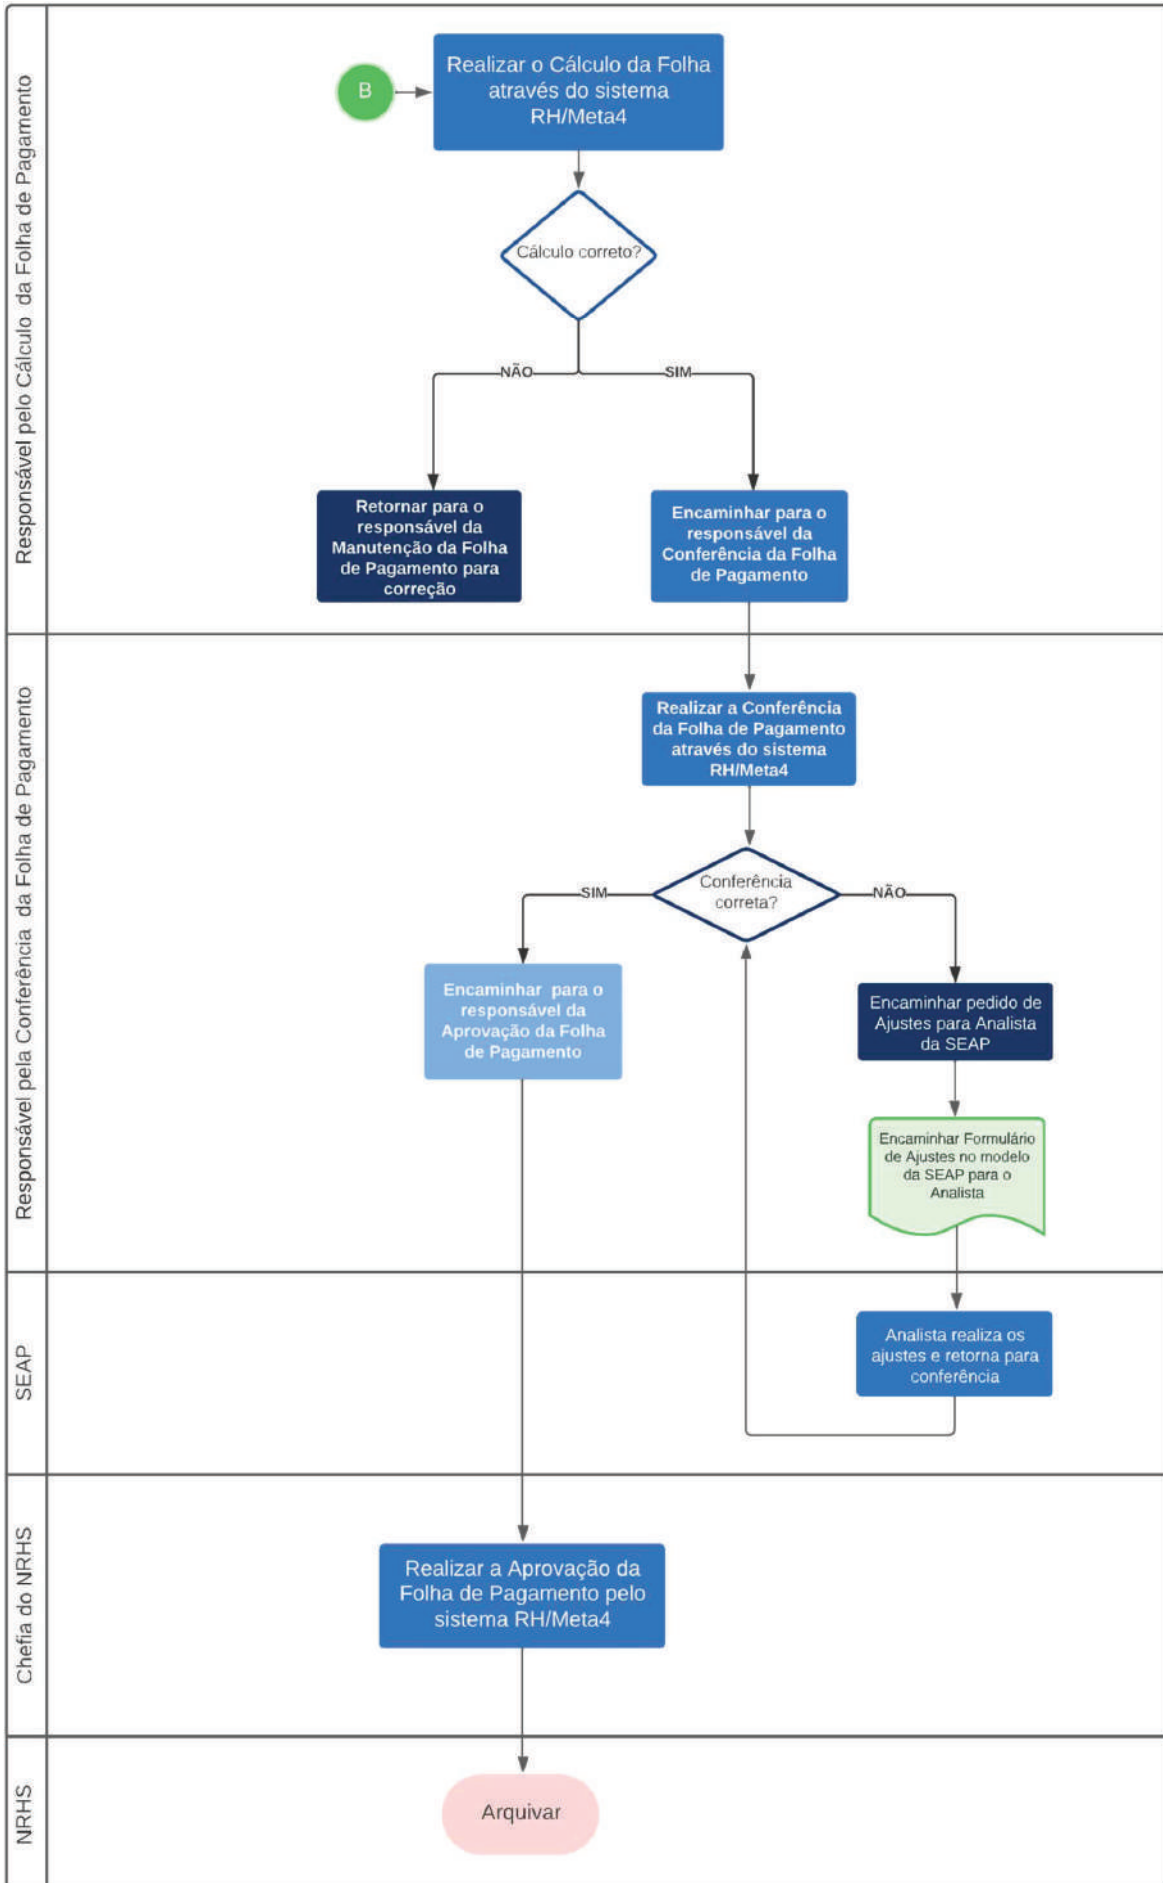 Responsável pelo Cálculo da Folha de Pagamento
B
Realizar o Cálculo da Folha
através do sistema
RH/Meta4
Cálculo correto?
NÃO
SIM
Retornar para o
responsável da
Manutenção da Folha
de Pagamento para
correção
Encaminhar para o
responsável da
Conferência da Folha
de Pagamento
Responsável pela Conferência da Folha de Pagamento
Realizar a Conferência
da Folha de Pagamento
através do sistema
RH/Meta4
Conferência
correta?
SIM
NÃO
Encaminhar para o
responsável da
Aprovação da Folha
de Pagamento
Encaminhar pedido de
Ajustes para Analista
da SEAP
Encaminhar Formulário
de Ajustes no modelo
da SEAP para o
Analista
SEAP
Analista realiza os
ajustes e retorna para
conferência
Chefia do NRHS
Realizar a Aprovação da
Folha de Pagamento pelo
sistema RH/Meta4
NRHS
Arquivar